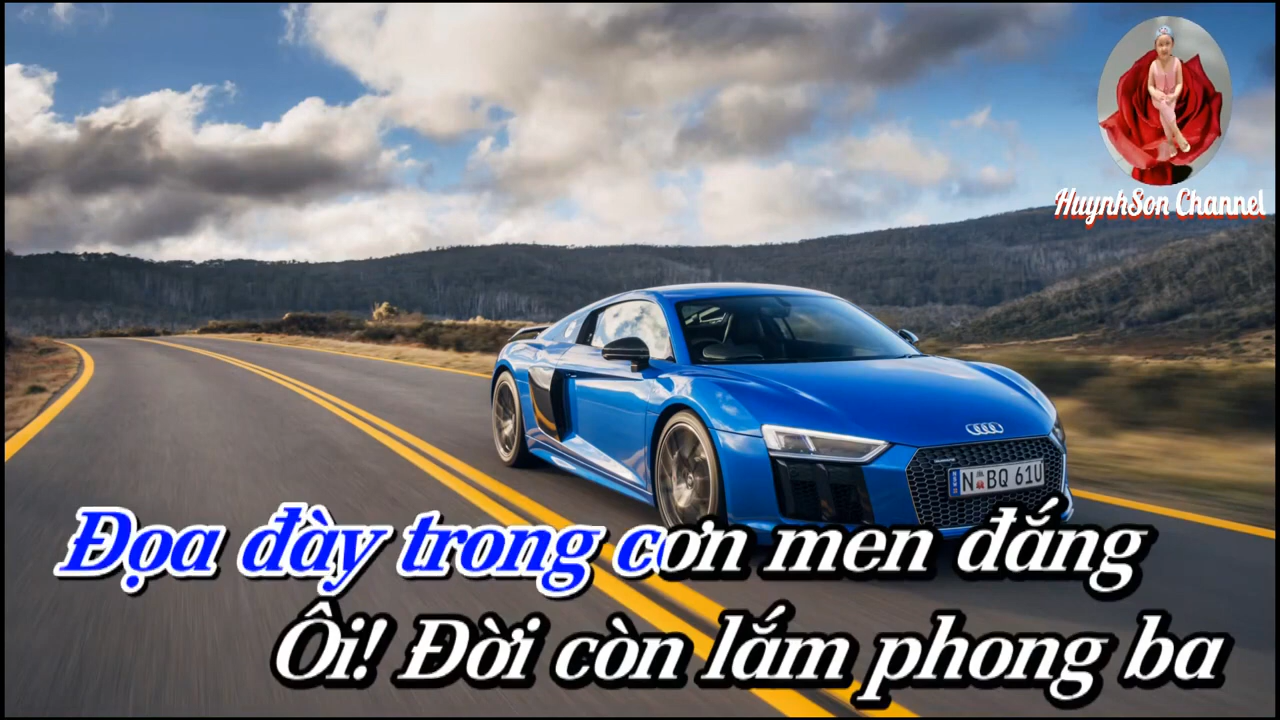 HuynhSon Channel
N BQ 61U
Đọa đày trong cơn men đắng
Ôi! Đời còn lắm phong ba